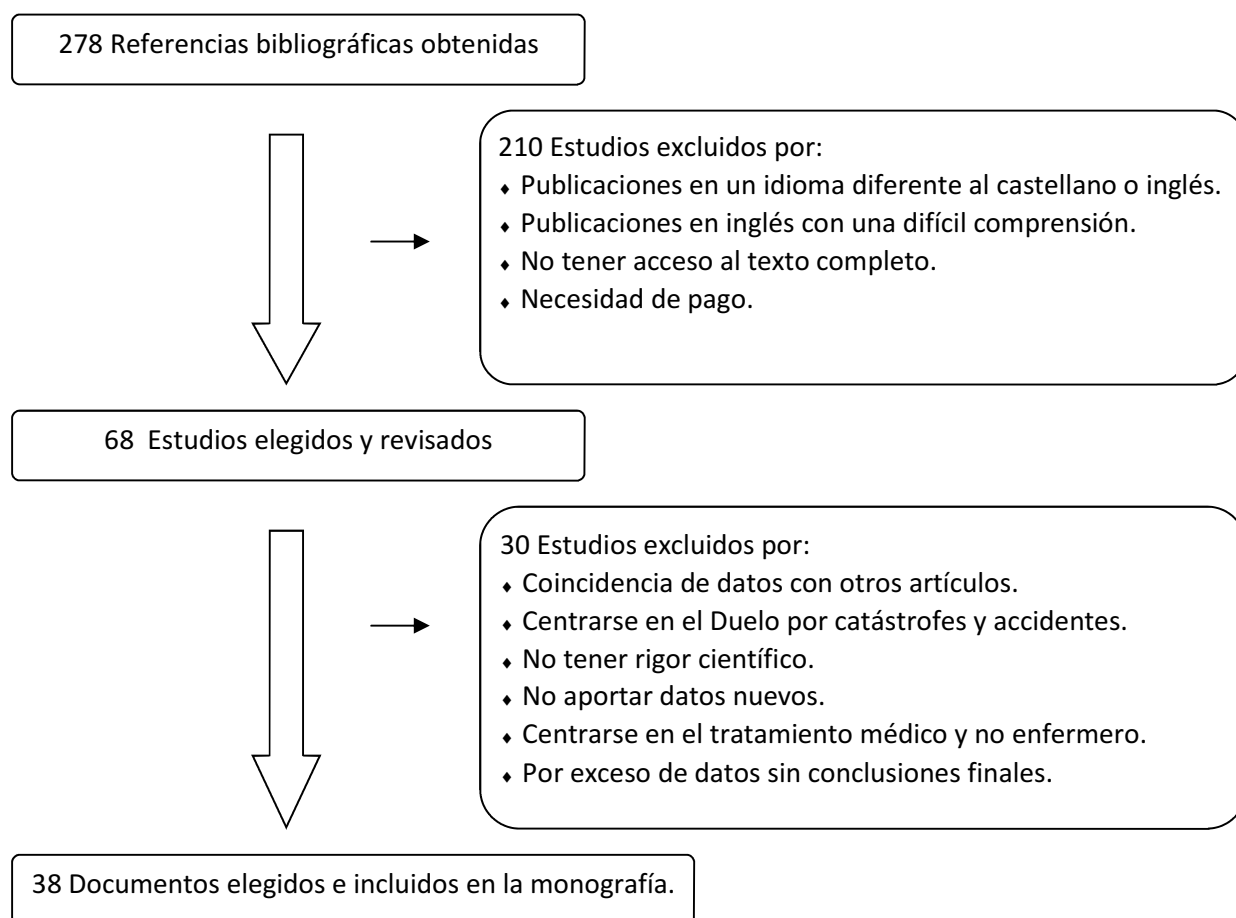 278 Referencias bibliográficas obtenidas
210 Estudios excluidos por:
♦ Publicaciones en un idioma diferente al castellano o inglés.
♦ Publicaciones en inglés con una difícil comprensión.
♦ No tener acceso al texto completo.
♦ Necesidad de pago.
68 Estudios elegidos y revisados
30 Estudios excluidos por:
♦ Coincidencia de datos con otros artículos.
♦ Centrarse en el Duelo por catástrofes y accidentes.
♦ No tener rigor científico.
♦ No aportar datos nuevos.
♦ Centrarse en el tratamiento médico y no enfermero.
♦ Por exceso de datos sin conclusiones finales.
38 Documentos elegidos e incluidos en la monografía.